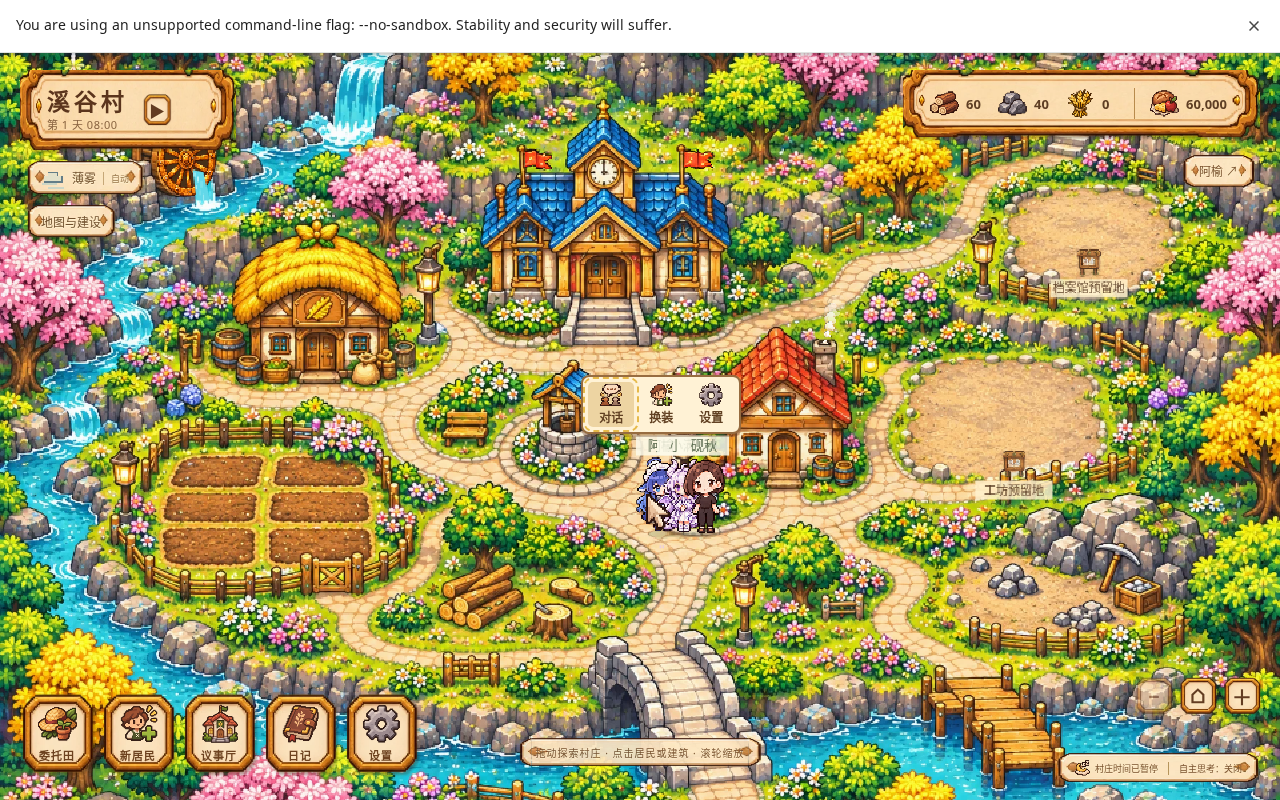 You are using an unsupported command-line flag: --no-sandbox. Stability and security will suffer.
溪谷村
第 1 天 08:00
60
40
0
60,000
薄雾
自动
阿榆 ↗
地图与建设
档案馆预留地
对话
换装
设置
阿
小
砚秋
工坊预留地
委托田
新居民
议事厅
日记
设置
拖动探索村庄 · 点击居民或建筑 · 滚轮缩放
村庄时间已暂停
自主思考：关闭